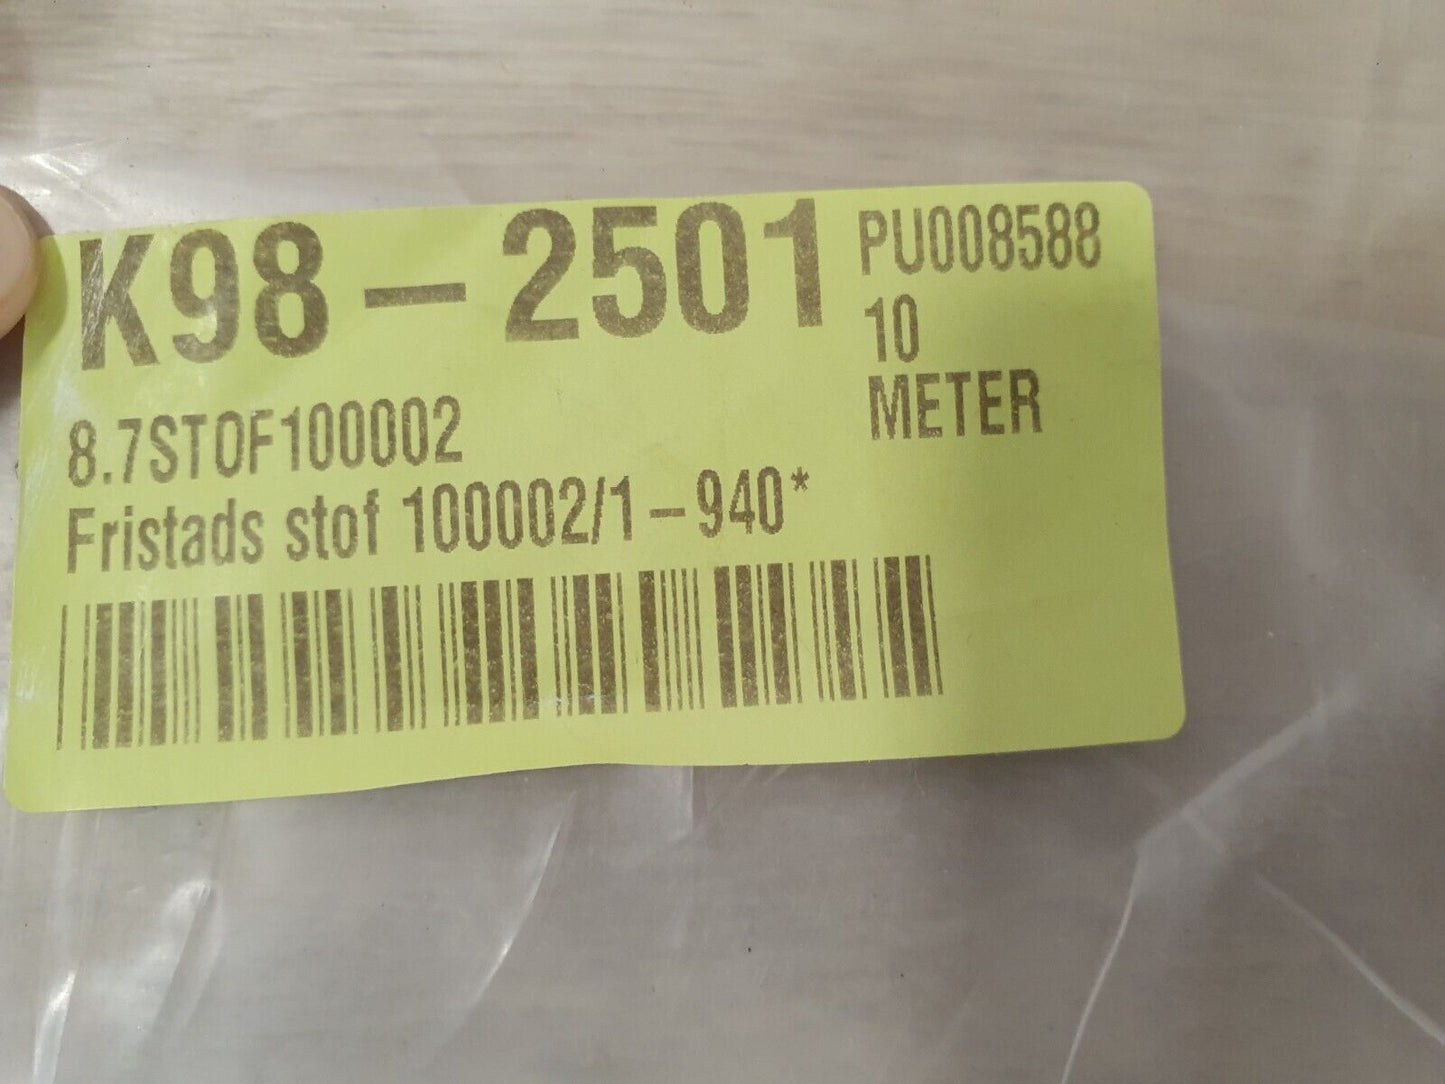 K98-2501
PU008588
10
METER
8.7STOF100002
Fristads stof 100002/1-940*